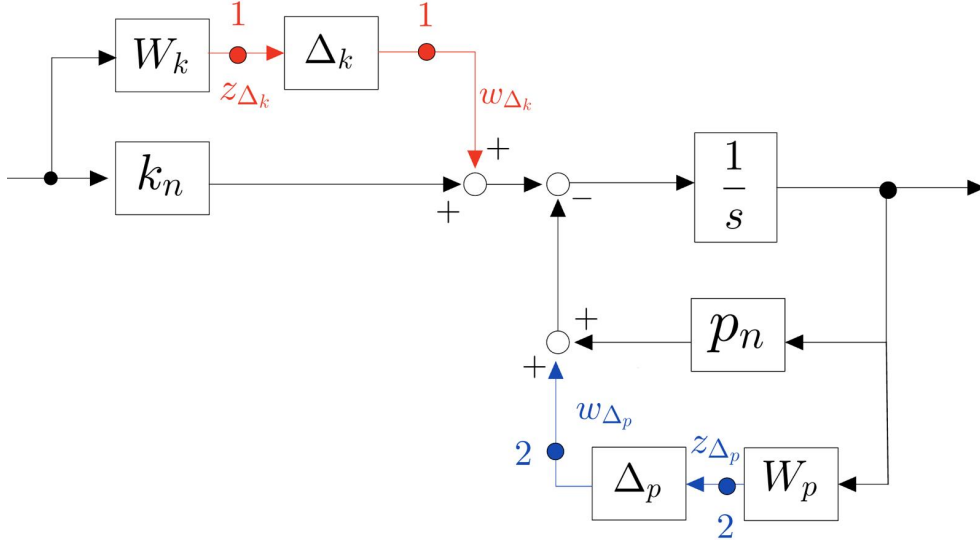 1
1
W_k
Δ_k
z_{Δ_k}
w_{Δ_k}
+
k_n
+
−
1
s
+
p_n
+
w_{Δ_p}
2
z_{Δ_p}
Δ_p
W_p
2